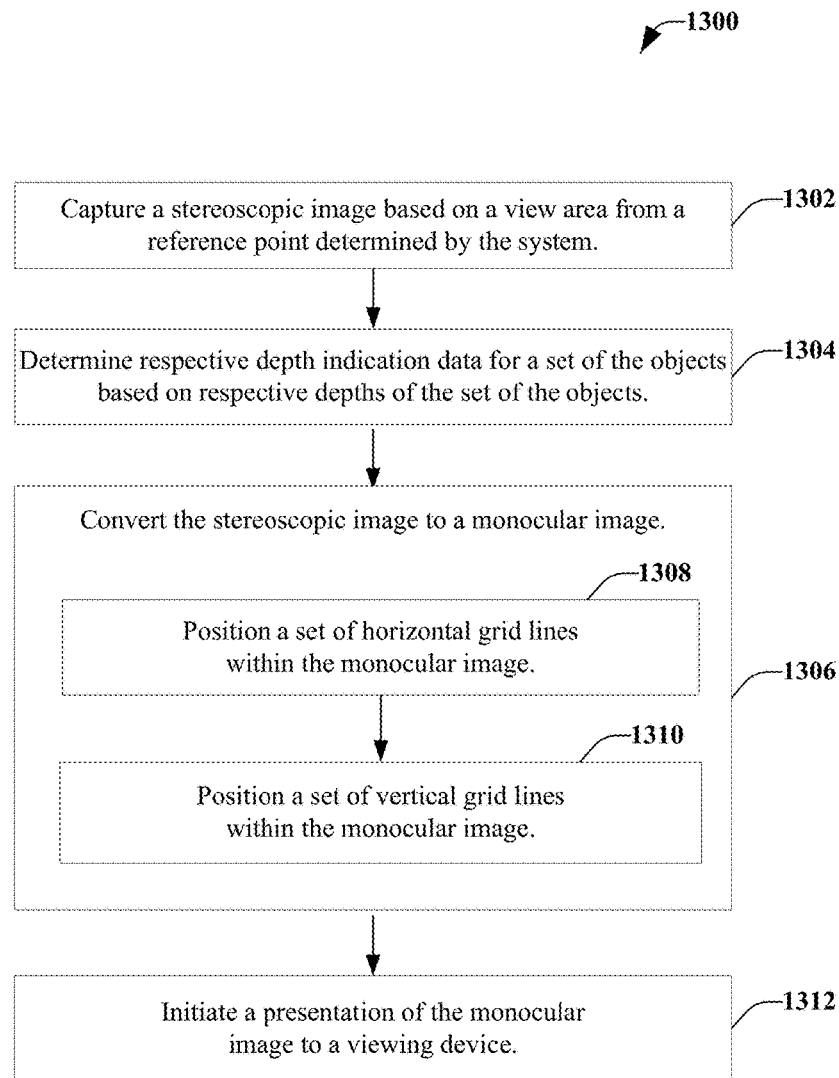 1300
Capture a stereoscopic image based on a view area from a
reference point determined by the system.
1302
Determine respective depth indication data for a set of the objects
based on respective depths of the set of the objects.
1304
Convert the stereoscopic image to a monocular image.
1308
Position a set of horizontal grid lines
within the monocular image.
1306
1310
Position a set of vertical grid lines
within the monocular image.
Initiate a presentation of the monocular
image to a viewing device.
1312